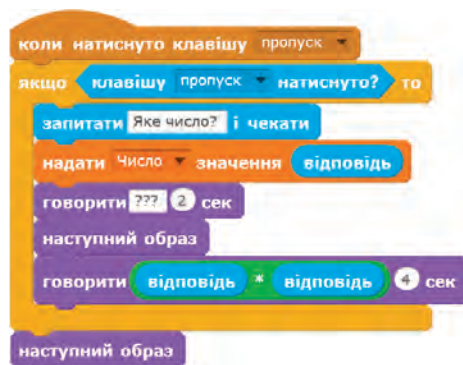 коли натиснуто клавішу пропуск
якщо клавішу пропуск натиснуто? то
запитати Яке число? і чекати
надати Число значення відповідь
говорити ??? 2 сек
наступний образ
говорити відповідь * відповідь 4 сек
наступний образ